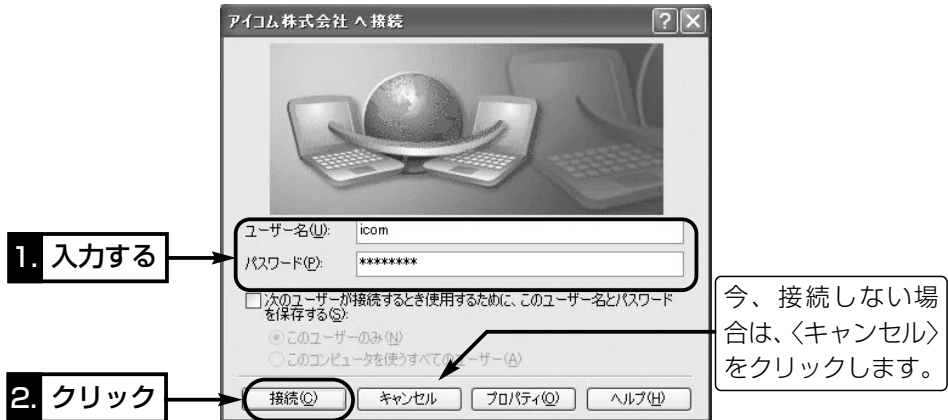 アイコム株式会社 へ接続
ユーザー名(U):
icom
パスワード(P):
********
次のユーザーが接続するとき使用するために、このユーザー名とパスワード
を保存する(S):
このユーザーのみ(N)
このコンピュータを使うすべてのユーザー(A)
接続(C)
キャンセル
プロパティ(O)
ヘルプ(H)
1. 入力する
2. クリック
今、接続しない場
合は、〈キャンセル〉
をクリックします。